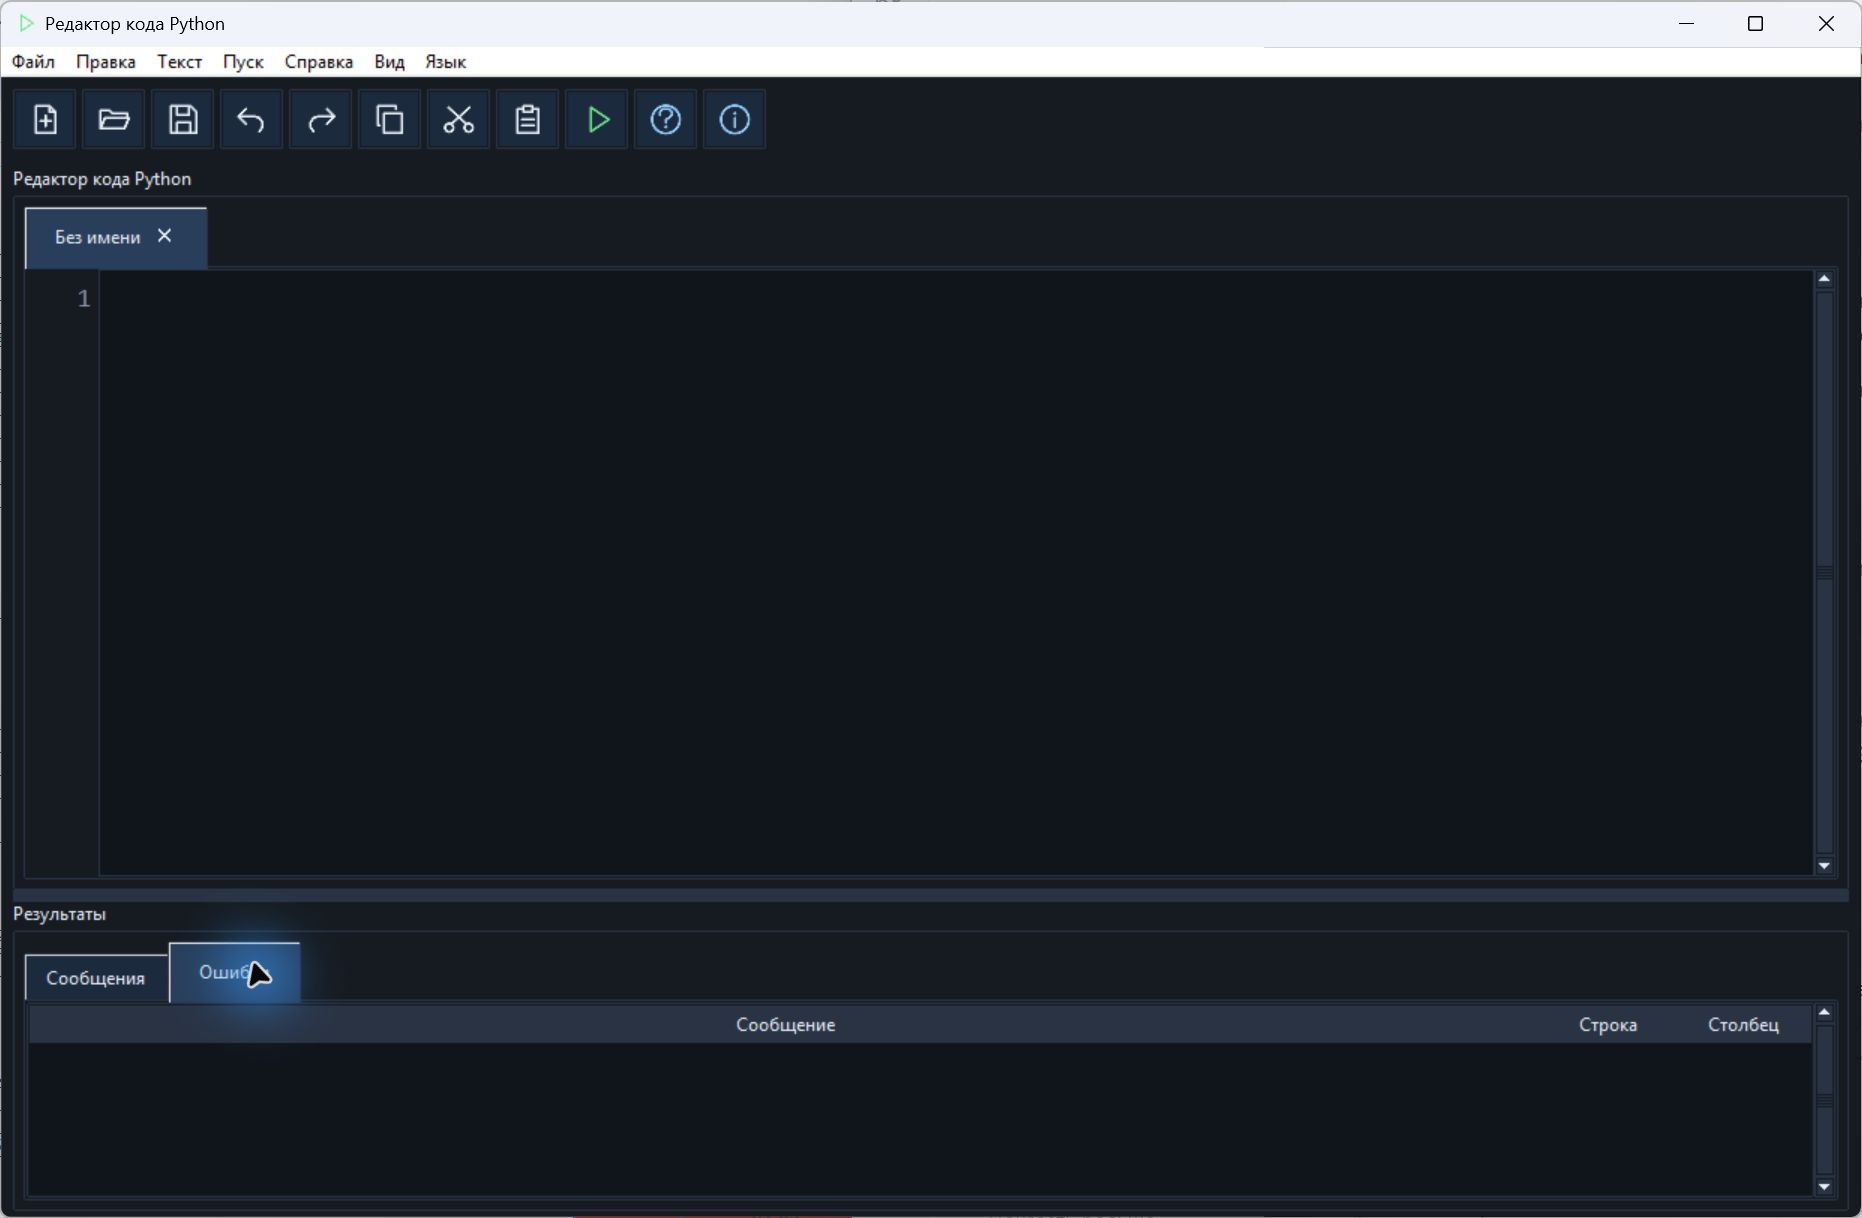 Редактор кода Python
Файл Правка Текст Пуск Справка Вид Язык
Редактор кода Python
Без имени
1
Результаты
Сообщения
Сообщение Строка Столбец